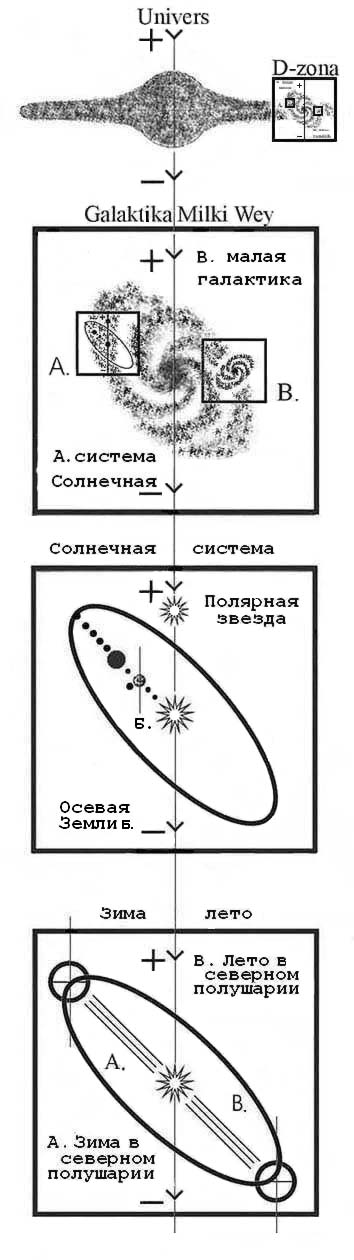 Univers
+
D-zona
−
Galaktika Milki Wey
+
В. малая
галактика
A.
B.
А.система
Солнечная
−
Солнечная система
+
Полярная
звезда
Б.
Осевая
Земли Б.
−
Зима лето
+
В. Лето в
северном
полушарии
A.
B.
А. Зима в
северном
полушарии
−